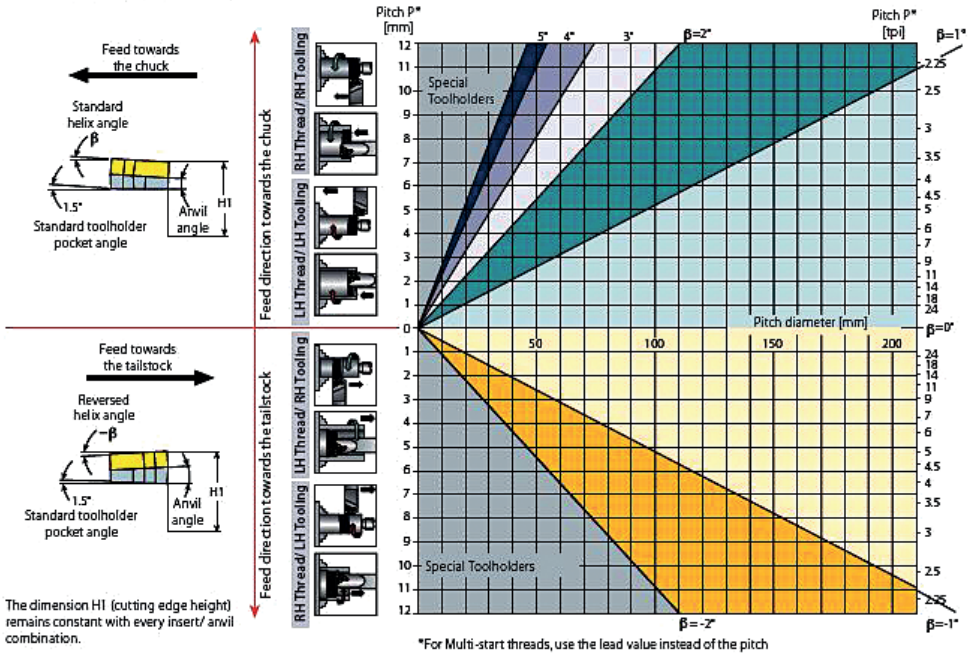 Feed towards
the chuck
Standard
helix angle
β
1.5°
Standard toolholder
pocket angle
Anvil
angle
H1
Feed towards
the tailstock
Reversed
helix angle
-β
1.5°
Standard toolholder
pocket angle
Anvil
angle
H1
The dimension H1 (cutting edge height)
remains constant with every insert/ anvil
combination.
Feed direction towards the chuck
Feed direction towards the tailstock
RH Thread/ RH Tooling
LH Thread/ LH Tooling
LH Thread/ RH Tooling
RH Thread/ LH Tooling
Pitch P*
[mm]
12
11
10
9
8
7
6
5
4
3
2
1
0
1
2
3
4
5
6
7
8
9
10
11
12
5°
4°
3°
β=2°
Pitch P*
[tpi]
β=1°
Special
Toolholders
2.25
2.5
3
3.5
4
4.5
5
6
7
9
11
14
18
24
Pitch diameter [mm]
β=0°
50
100
150
200
24
18
14
11
9
7
6
5
4.5
4
3.5
3
2.5
2.25
Special Toolholders
β=-2°
β=-1°
*For Multi-start threads, use the lead value instead of the pitch